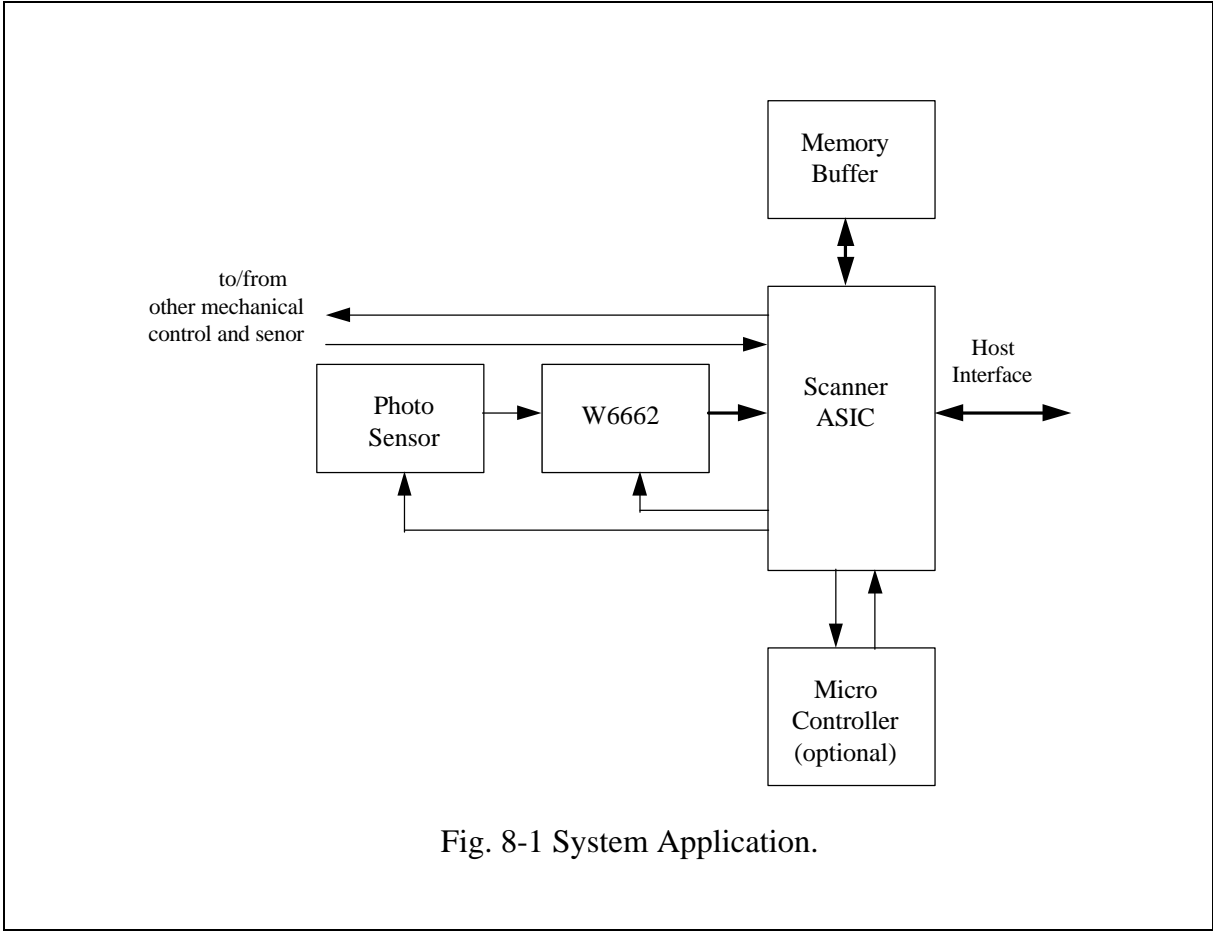 Memory
Buffer
to/from
other mechanical
control and senor
Host
Interface
Scanner
ASIC
Photo
Sensor
W6662
Micro
Controller
(optional)
Fig. 8-1 System Application.